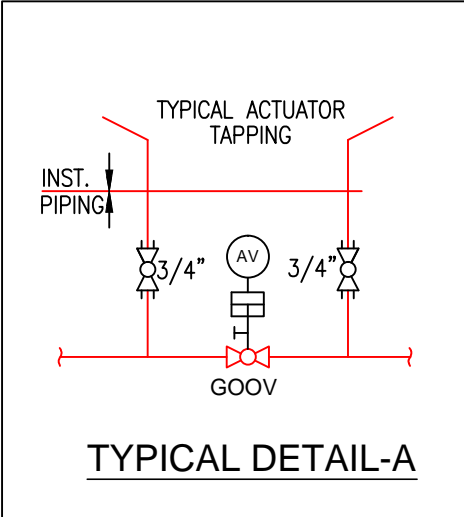 TYPICAL ACTUATOR
TAPPING
INST.
PIPING
3/4"
AV
3/4"
GOOV
TYPICAL DETAIL-A